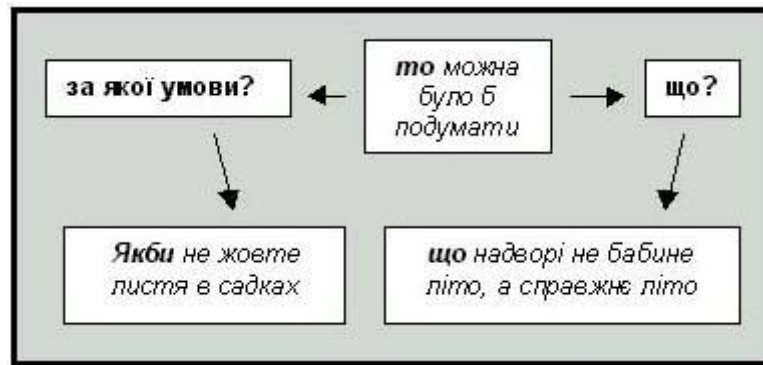 за якої умови?
то можна
було б
подумати
що?
Якби не жовте
листя в садках
що надворі не бабине
літо, а справжнє літо